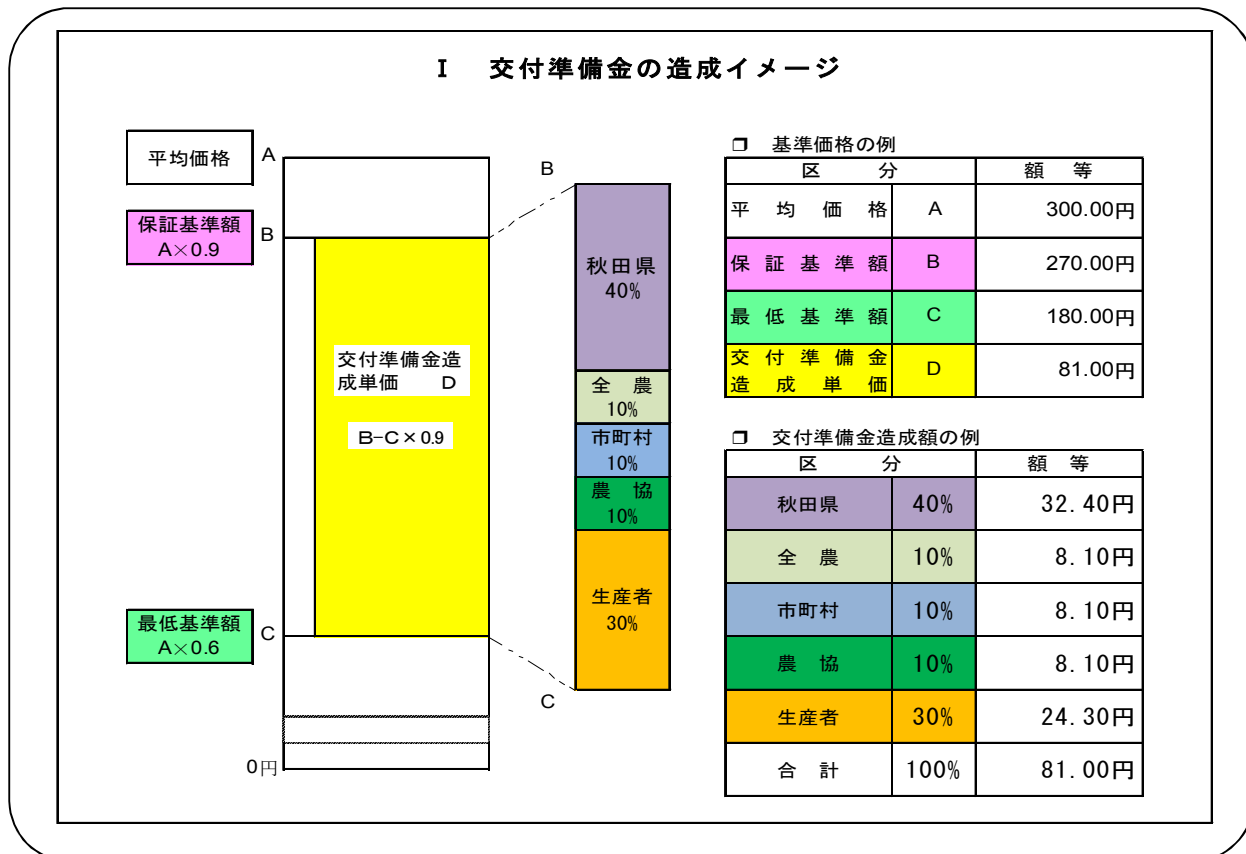 Ⅰ 交付準備金の造成イメージ
平均価格
A
保証基準額
A×0.9
B
交付準備金造
成単価 D
B-C×0.9
最低基準額
A×0.6
C
0円
B
秋田県
40%
全 農
10%
市町村
10%
農 協
10%
生産者
30%
C
□ 基準価格の例
区 分 額 等
平 均 価 格 A 300.00円
保 証 基 準 額 B 270.00円
最 低 基 準 額 C 180.00円
交 付 準 備 金
造 成 単 価 D 81.00円
□ 交付準備金造成額の例
区 分 額 等
秋田県 40% 32.40円
全 農 10% 8.10円
市町村 10% 8.10円
農 協 10% 8.10円
生産者 30% 24.30円
合 計 100% 81.00円